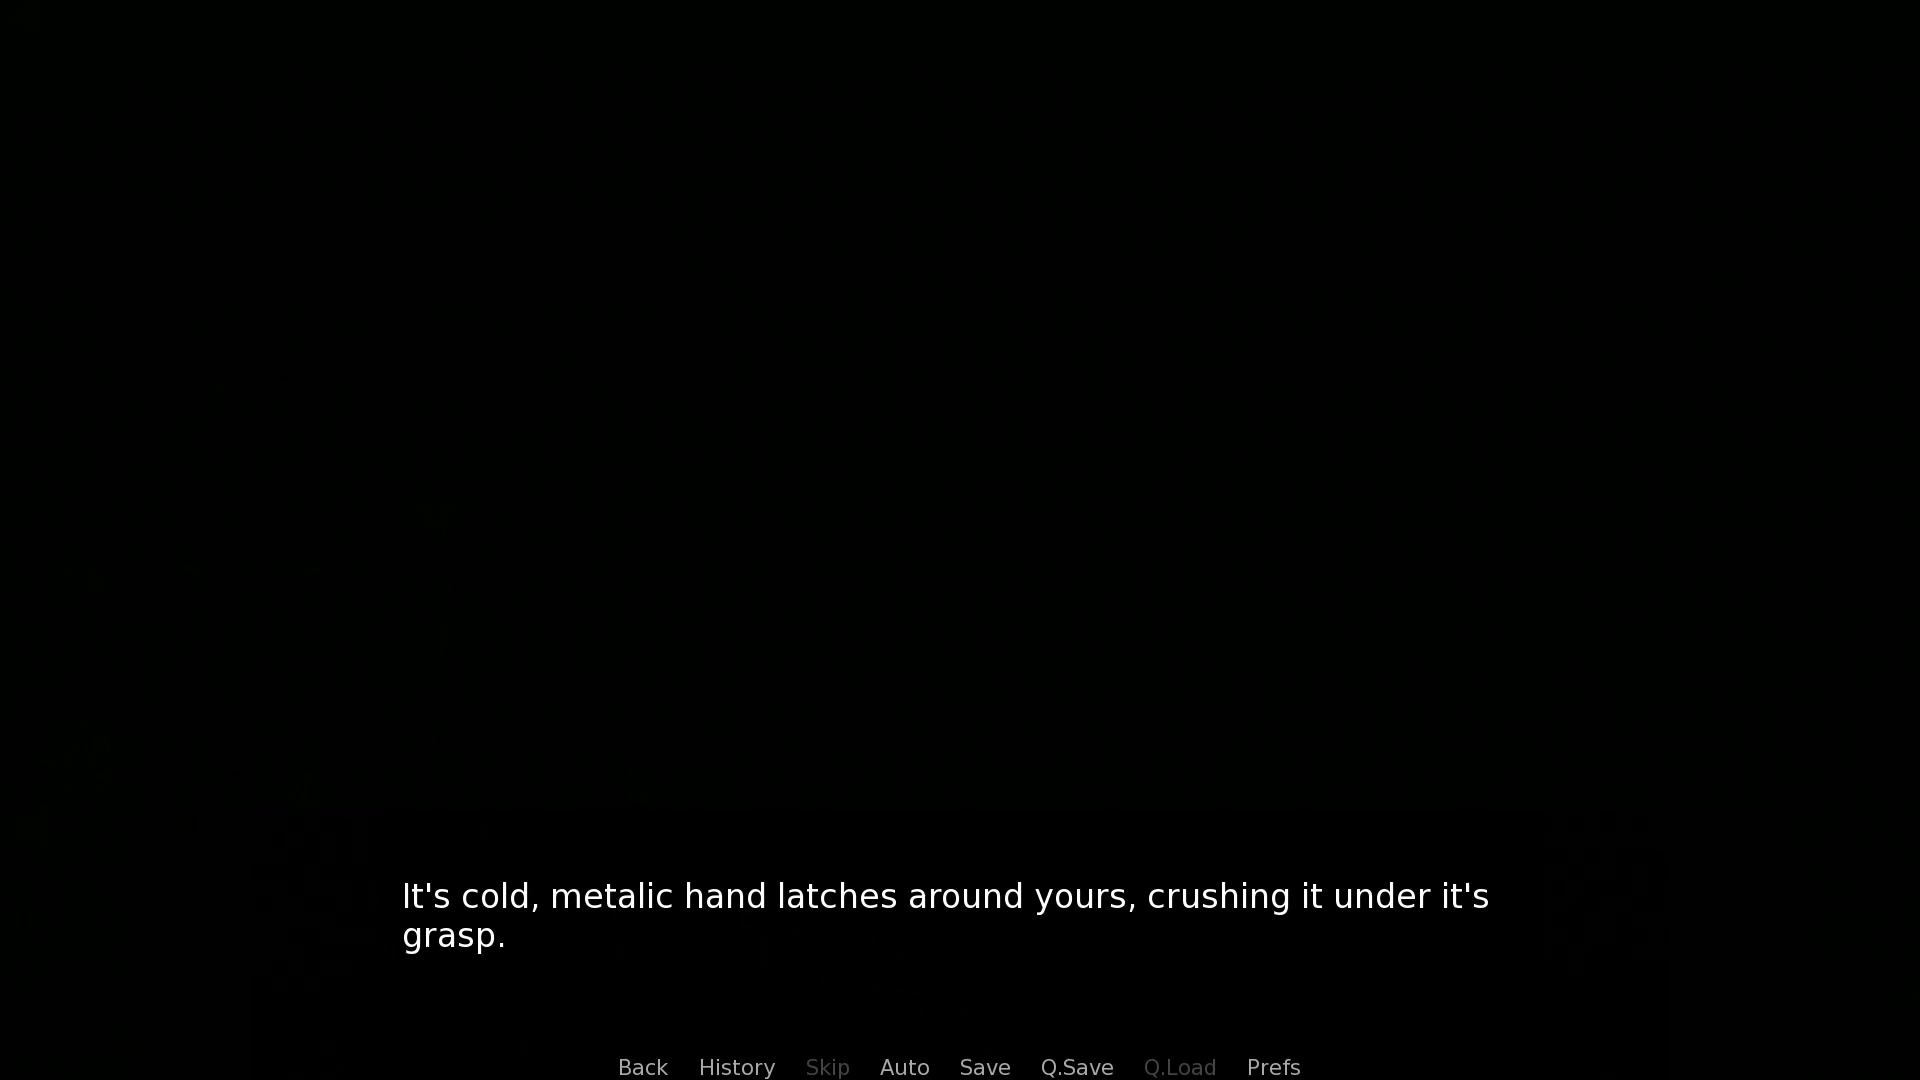 It's cold, metalic hand latches around yours, crushing it under it's
grasp.
Back History Skip Auto Save Q.Save Q.Load Prefs